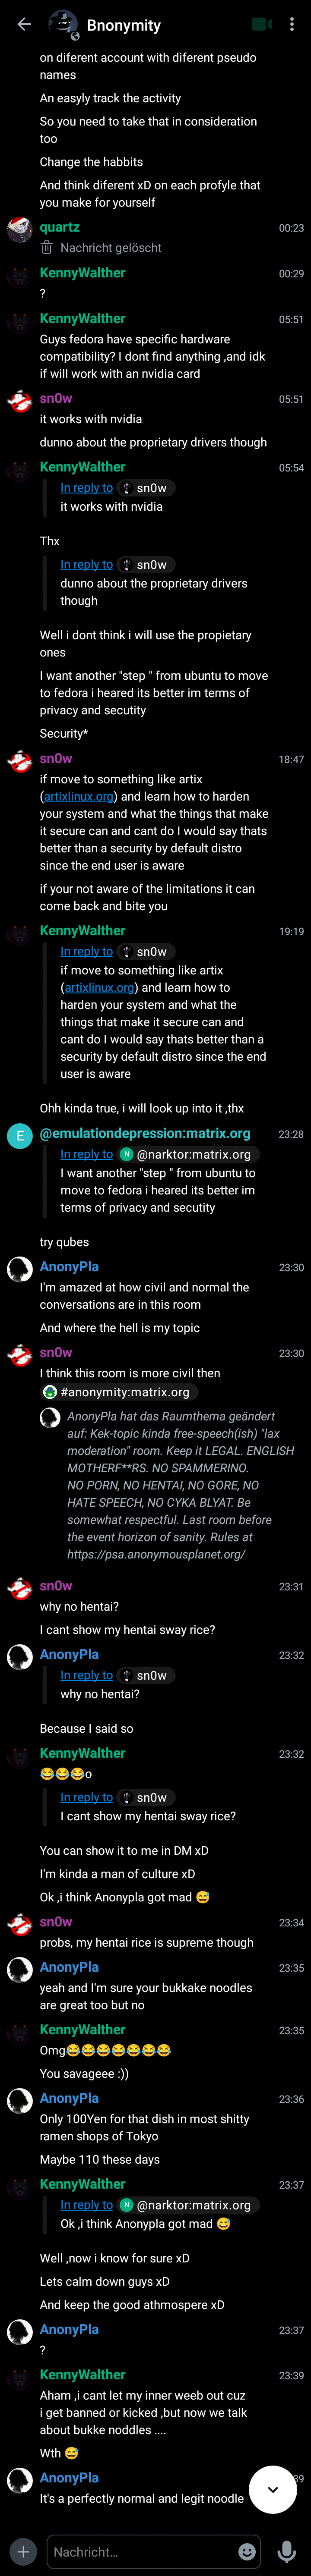 Bnonymity
on diferent account with diferent pseudo
names
An easyly track the activity
So you need to take that in consideration
too
Change the habbits
And think diferent xD on each profyle that
you make for yourself
quartz 00:23
Nachricht gelöscht
KennyWalther 00:29
?
KennyWalther 05:51
Guys fedora have specific hardware
compatibility? I dont find anything ,and idk
if will work with an nvidia card
sn0w 05:51
it works with nvidia
dunno about the proprietary drivers though
KennyWalther 05:54
In reply to sn0w
it works with nvidia
Thx
In reply to sn0w
dunno about the proprietary drivers
though
Well i dont think i will use the propietary
ones
I want another "step " from ubuntu to move
to fedora i heared its better im terms of
privacy and secutity
Security*
sn0w 18:47
if move to something like artix
(artixlinux.org) and learn how to harden
your system and what the things that make
it secure can and cant do I would say thats
better than a security by default distro
since the end user is aware
if your not aware of the limitations it can
come back and bite you
KennyWalther 19:19
In reply to sn0w
if move to something like artix
(artixlinux.org) and learn how to
harden your system and what the
things that make it secure can and
cant do I would say thats better than a
security by default distro since the end
user is aware
Ohh kinda true, i will look up into it ,thx
E
@emulationdepression:matrix.org 23:28
In reply to N @narktor:matrix.org
I want another "step " from ubuntu to
move to fedora i heared its better im
terms of privacy and secutity
try qubes
AnonyPla 23:30
I'm amazed at how civil and normal the
conversations are in this room
And where the hell is my topic
sn0w 23:30
I think this room is more civil then
#anonymity:matrix.org
AnonyPla hat das Raumthema geändert
auf: Kek-topic kinda free-speech(ish) "lax
moderation" room. Keep it LEGAL. ENGLISH
MOTHERF**RS. NO SPAMMERINO.
NO PORN, NO HENTAI, NO GORE, NO
HATE SPEECH, NO CYKA BLYAT. Be
somewhat respectful. Last room before
the event horizon of sanity. Rules at
https://psa.anonymousplanet.org/
sn0w 23:31
why no hentai?
I cant show my hentai sway rice?
AnonyPla 23:32
In reply to sn0w
why no hentai?
Because I said so
KennyWalther 23:32
😂😂😂o
In reply to sn0w
I cant show my hentai sway rice?
You can show it to me in DM xD
I'm kinda a man of culture xD
Ok ,i think Anonypla got mad 😅
sn0w 23:34
probs, my hentai rice is supreme though
AnonyPla 23:35
yeah and I'm sure your bukkake noodles
are great too but no
KennyWalther 23:35
Omg😂😂😂😂😂😂😂
You savageee :))
AnonyPla 23:36
Only 100Yen for that dish in most shitty
ramen shops of Tokyo
Maybe 110 these days
KennyWalther 23:37
In reply to N @narktor:matrix.org
Ok ,i think Anonypla got mad 😅
Well ,now i know for sure xD
Lets calm down guys xD
And keep the good athmospere xD
AnonyPla 23:37
?
KennyWalther 23:39
Aham ,i cant let my inner weeb out cuz
i get banned or kicked ,but now we talk
about bukke noddles ....
Wth 😅
AnonyPla 39
It's a perfectly normal and legit noodle
Nachricht…